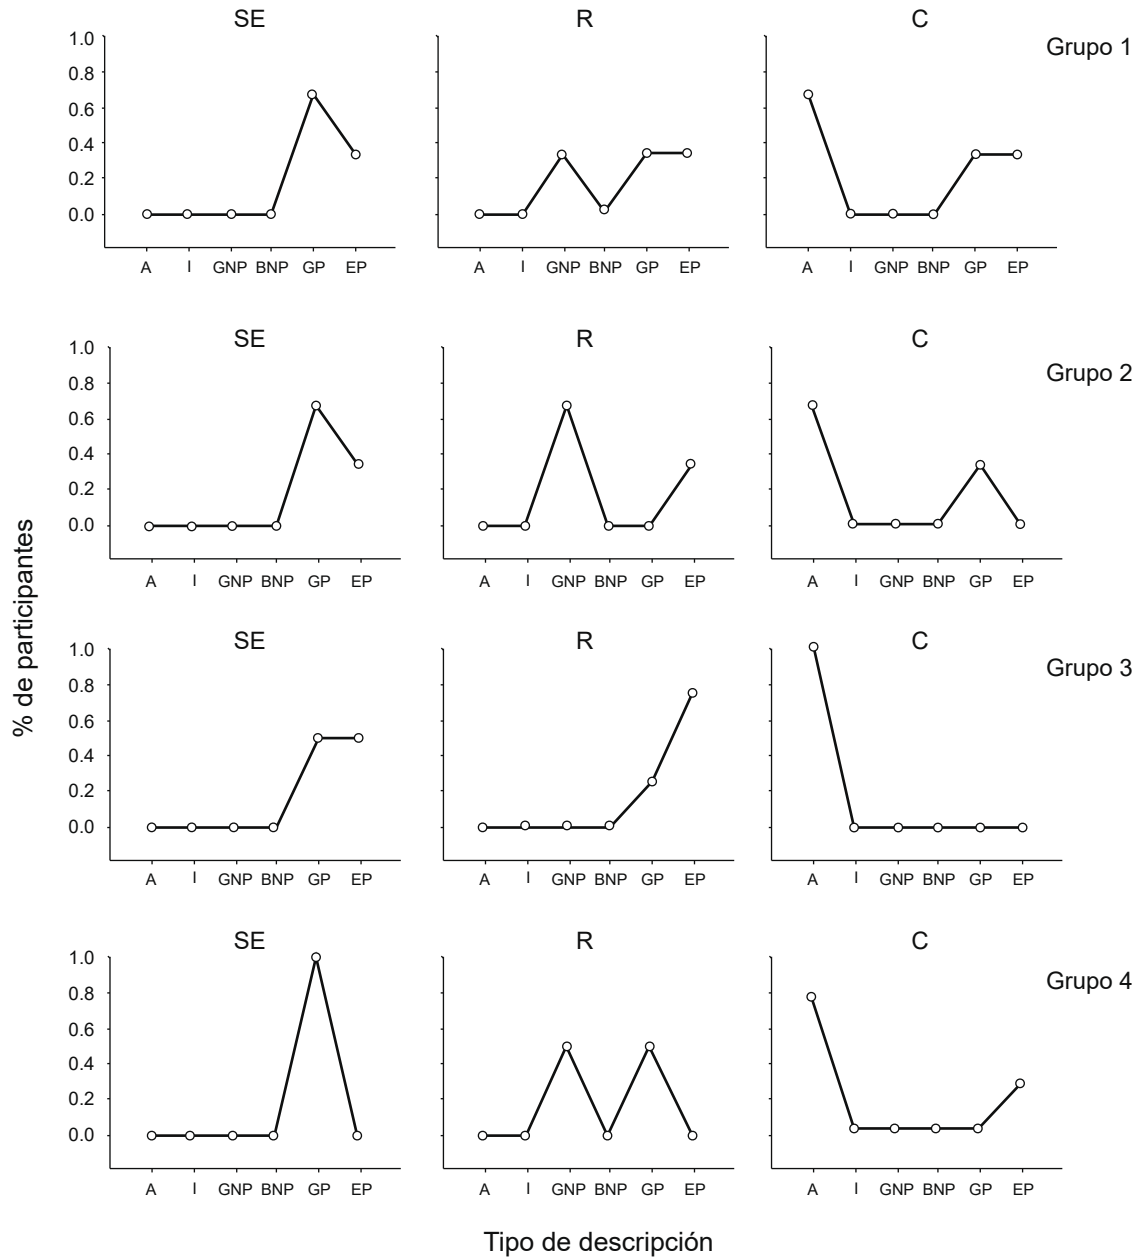 SE R C
Grupo 1
1.0
0.8
0.6
0.4
0.2
0.0
A I GNP BNP GP EP A I GNP BNP GP EP A I GNP BNP GP EP
SE R C
Grupo 2
1.0
0.8
0.6
0.4
0.2
0.0
A I GNP BNP GP EP A I GNP BNP GP EP A I GNP BNP GP EP
% de participantes
SE R C
Grupo 3
1.0
0.8
0.6
0.4
0.2
0.0
A I GNP BNP GP EP A I GNP BNP GP EP A I GNP BNP GP EP
SE R C
Grupo 4
1.0
0.8
0.6
0.4
0.2
0.0
A I GNP BNP GP EP A I GNP BNP GP EP A I GNP BNP GP EP
Tipo de descripción